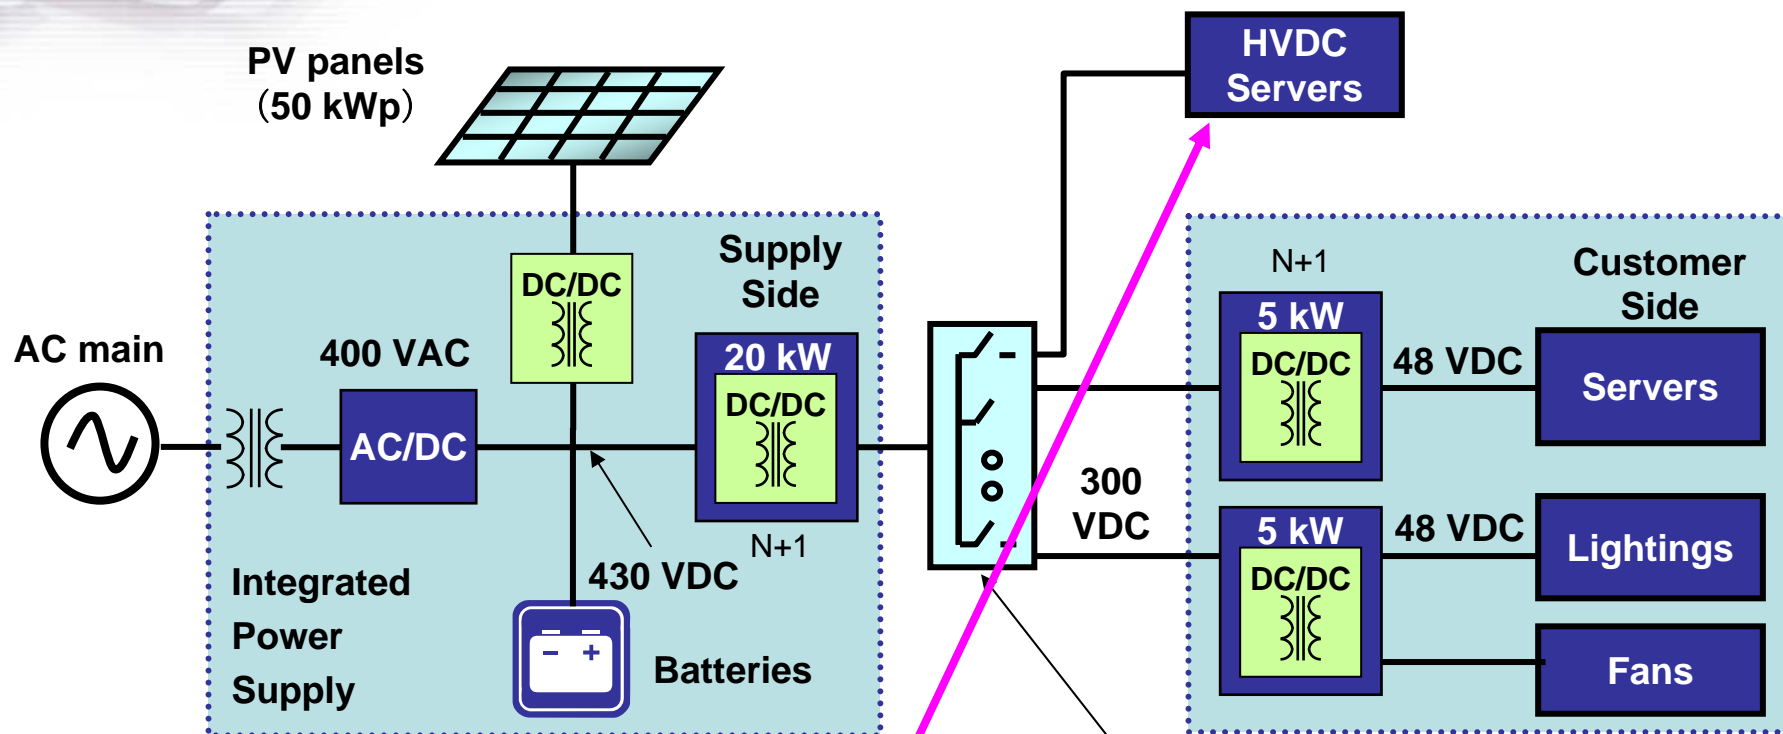 PV panels
(50 kWp)
HVDC
Servers
AC main
400 VAC
AC/DC
DC/DC
Supply
Side
20 kW
DC/DC
N+1
430 VDC
Integrated
Power
Supply
Batteries
300
VDC
N+1
5 kW
DC/DC
48 VDC
Customer
Side
Servers
5 kW
DC/DC
48 VDC
Lightings
Fans